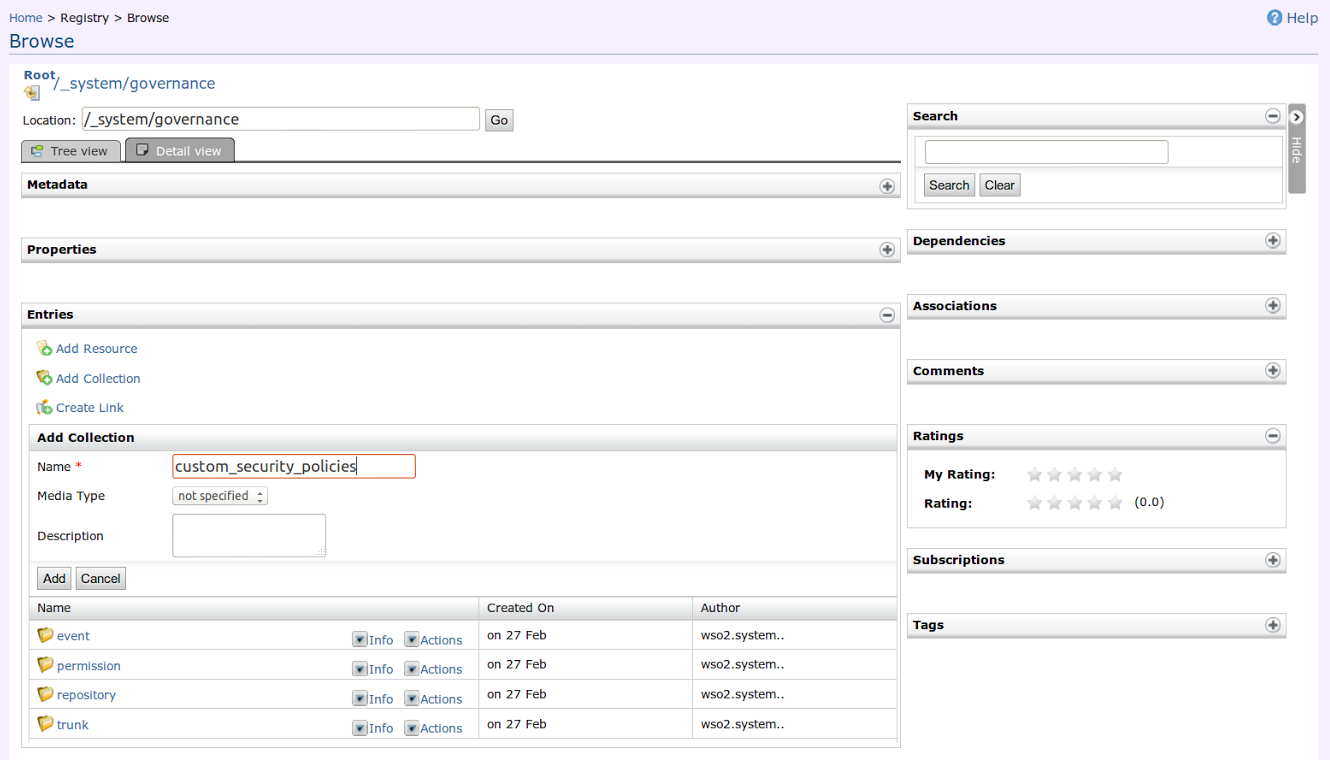 Home > Registry > Browse
Help
Browse
Root
/_system/governance
Location: /_system/governance Go
Tree view Detail view
Metadata
Properties
Entries
Add Resource
Add Collection
Create Link
Add Collection
Name * custom_security_policies
Media Type not specified
Description
Add Cancel
Name Created On Author
event Info Actions on 27 Feb wso2.system..
permission Info Actions on 27 Feb wso2.system..
repository Info Actions on 27 Feb wso2.system..
trunk Info Actions on 27 Feb wso2.system..
Search
Search Clear
Hide
Dependencies
Associations
Comments
Ratings
My Rating:
Rating: (0.0)
Subscriptions
Tags